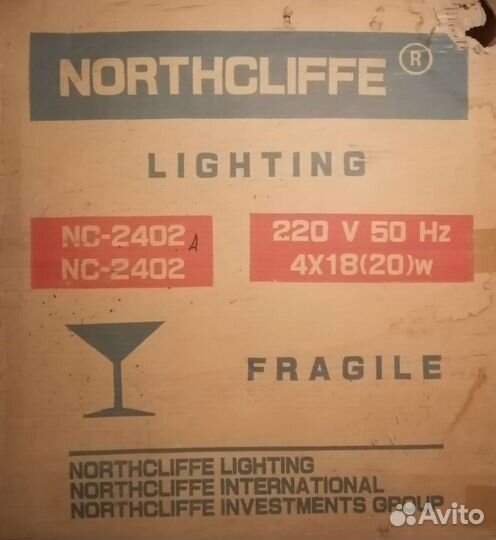 NORTHCLIFFE ®
LIGHTING
NC-2402 A
NC-2402
220 V 50 Hz
4X18(20)w
FRAGILE
NORTHCLIFFE LIGHTING
NORTHCLIFFE INTERNATIONAL
NORTHCLIFFE INVESTMENTS GROUP
Avito